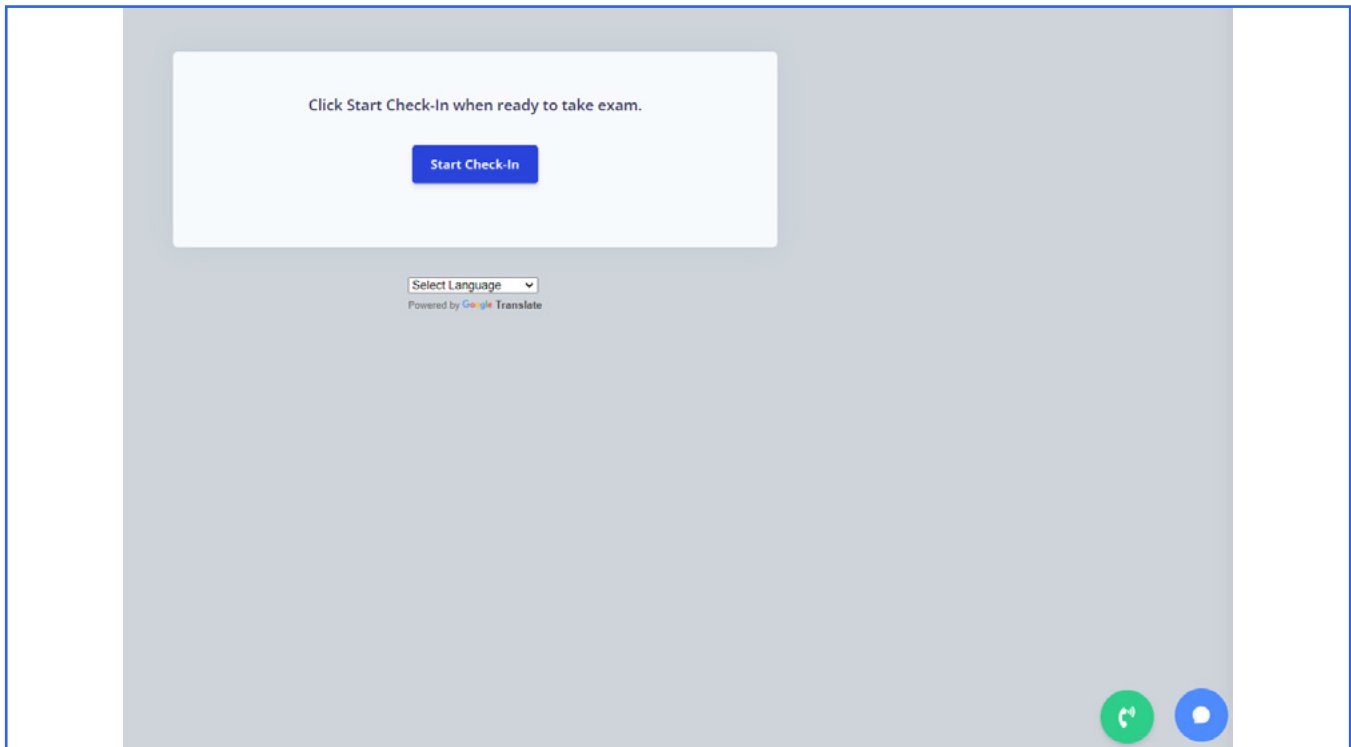 Click Start Check-In when ready to take exam.
Start Check-In
Select Language
Powered by Google Translate